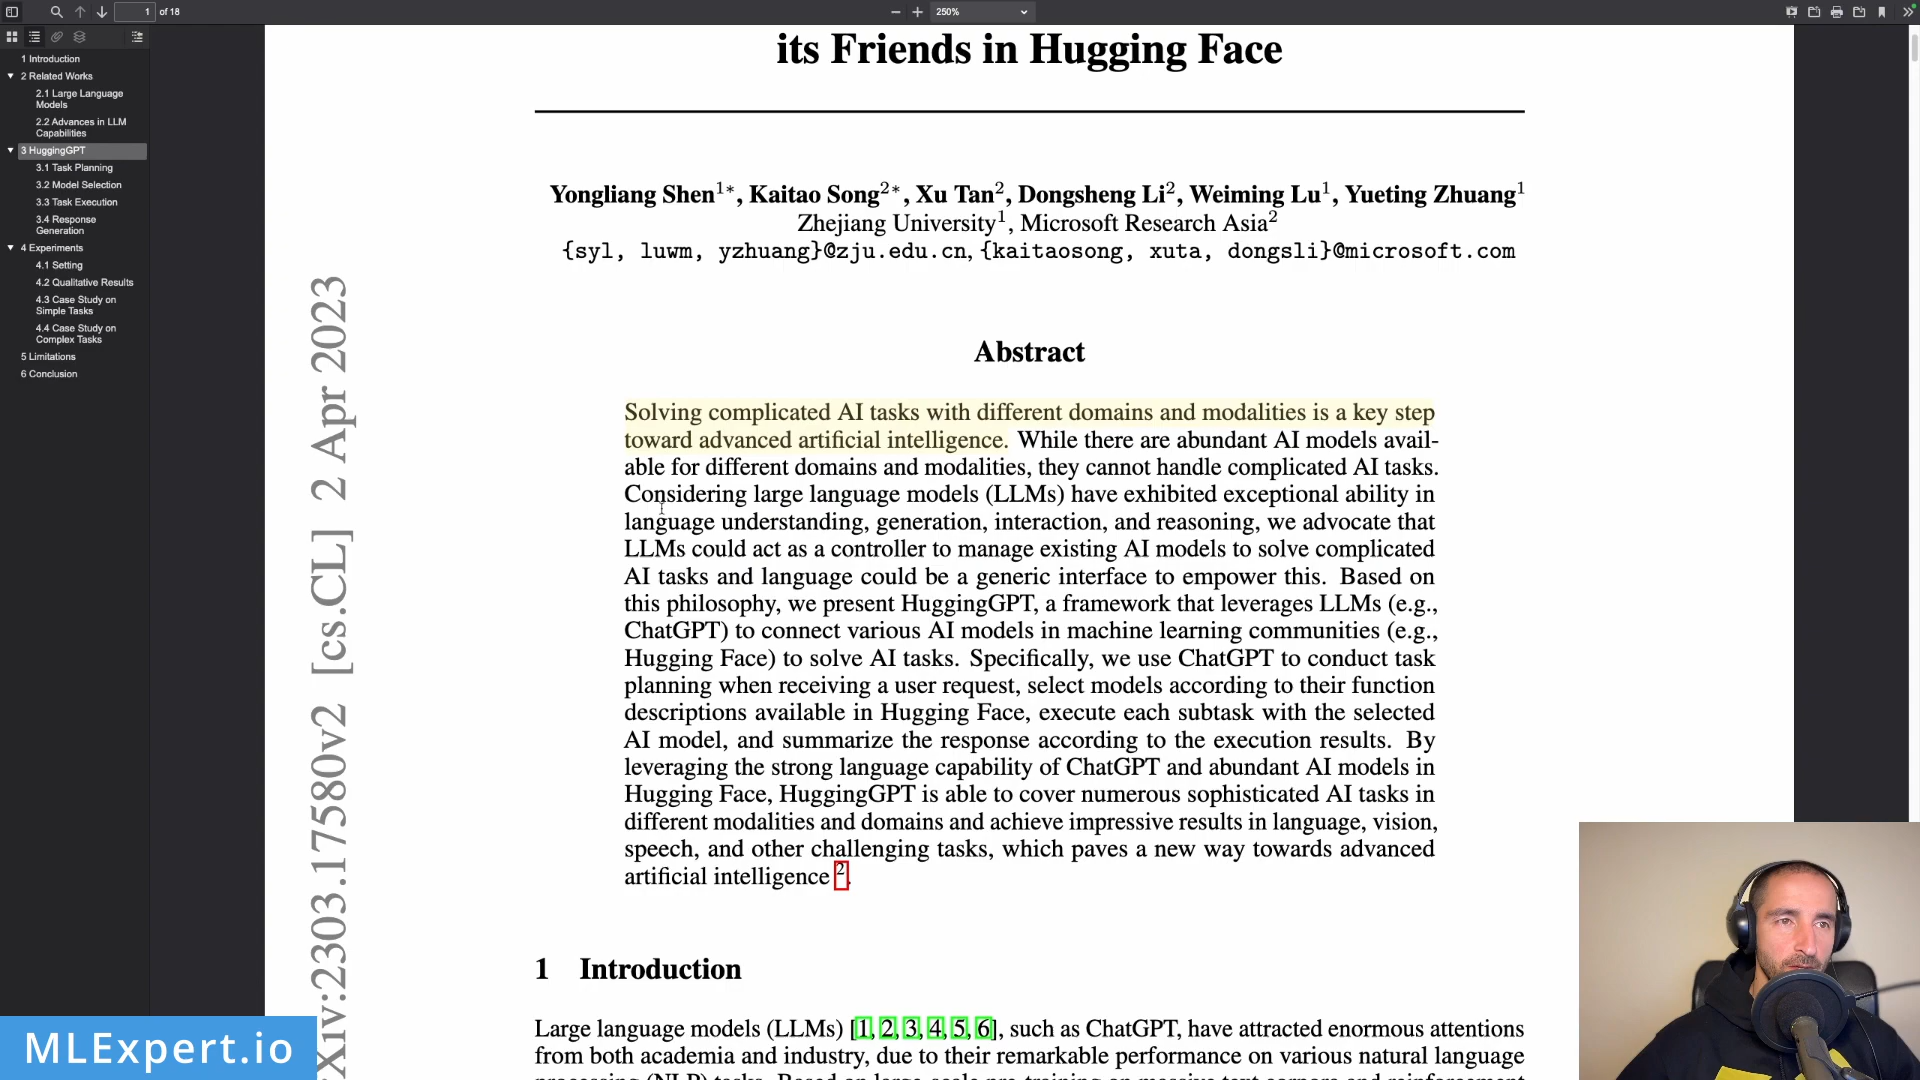 1 of 18
250%
1 Introduction
2 Related Works
2.1 Large Language
Models
2.2 Advances in LLM
Capabilities
3 HuggingGPT
3.1 Task Planning
3.2 Model Selection
3.3 Task Execution
3.4 Response
Generation
4 Experiments
4.1 Setting
4.2 Qualitative Results
4.3 Case Study on
Simple Tasks
4.4 Case Study on
Complex Tasks
5 Limitations
6 Conclusion
its Friends in Hugging Face
Yongliang Shen1*, Kaitao Song2*, Xu Tan2, Dongsheng Li2, Weiming Lu1, Yueting Zhuang1
Zhejiang University1, Microsoft Research Asia2
{syl, luwm, yzhuang}@zju.edu.cn, {kaitaosong, xuta, dongsli}@microsoft.com
Xiv:2303.17580v2 [cs.CL] 2 Apr 2023
Abstract
Solving complicated AI tasks with different domains and modalities is a key step
toward advanced artificial intelligence. While there are abundant AI models avail-
able for different domains and modalities, they cannot handle complicated AI tasks.
Considering large language models (LLMs) have exhibited exceptional ability in
language understanding, generation, interaction, and reasoning, we advocate that
LLMs could act as a controller to manage existing AI models to solve complicated
AI tasks and language could be a generic interface to empower this. Based on
this philosophy, we present HuggingGPT, a framework that leverages LLMs (e.g.,
ChatGPT) to connect various AI models in machine learning communities (e.g.,
Hugging Face) to solve AI tasks. Specifically, we use ChatGPT to conduct task
planning when receiving a user request, select models according to their function
descriptions available in Hugging Face, execute each subtask with the selected
AI model, and summarize the response according to the execution results. By
leveraging the strong language capability of ChatGPT and abundant AI models in
Hugging Face, HuggingGPT is able to cover numerous sophisticated AI tasks in
different modalities and domains and achieve impressive results in language, vision,
speech, and other challenging tasks, which paves a new way towards advanced
artificial intelligence 2.
1 Introduction
Large language models (LLMs) [1, 2, 3, 4, 5, 6], such as ChatGPT, have attracted enormous attentions
from both academia and industry, due to their remarkable performance on various natural language
MLExpert.io